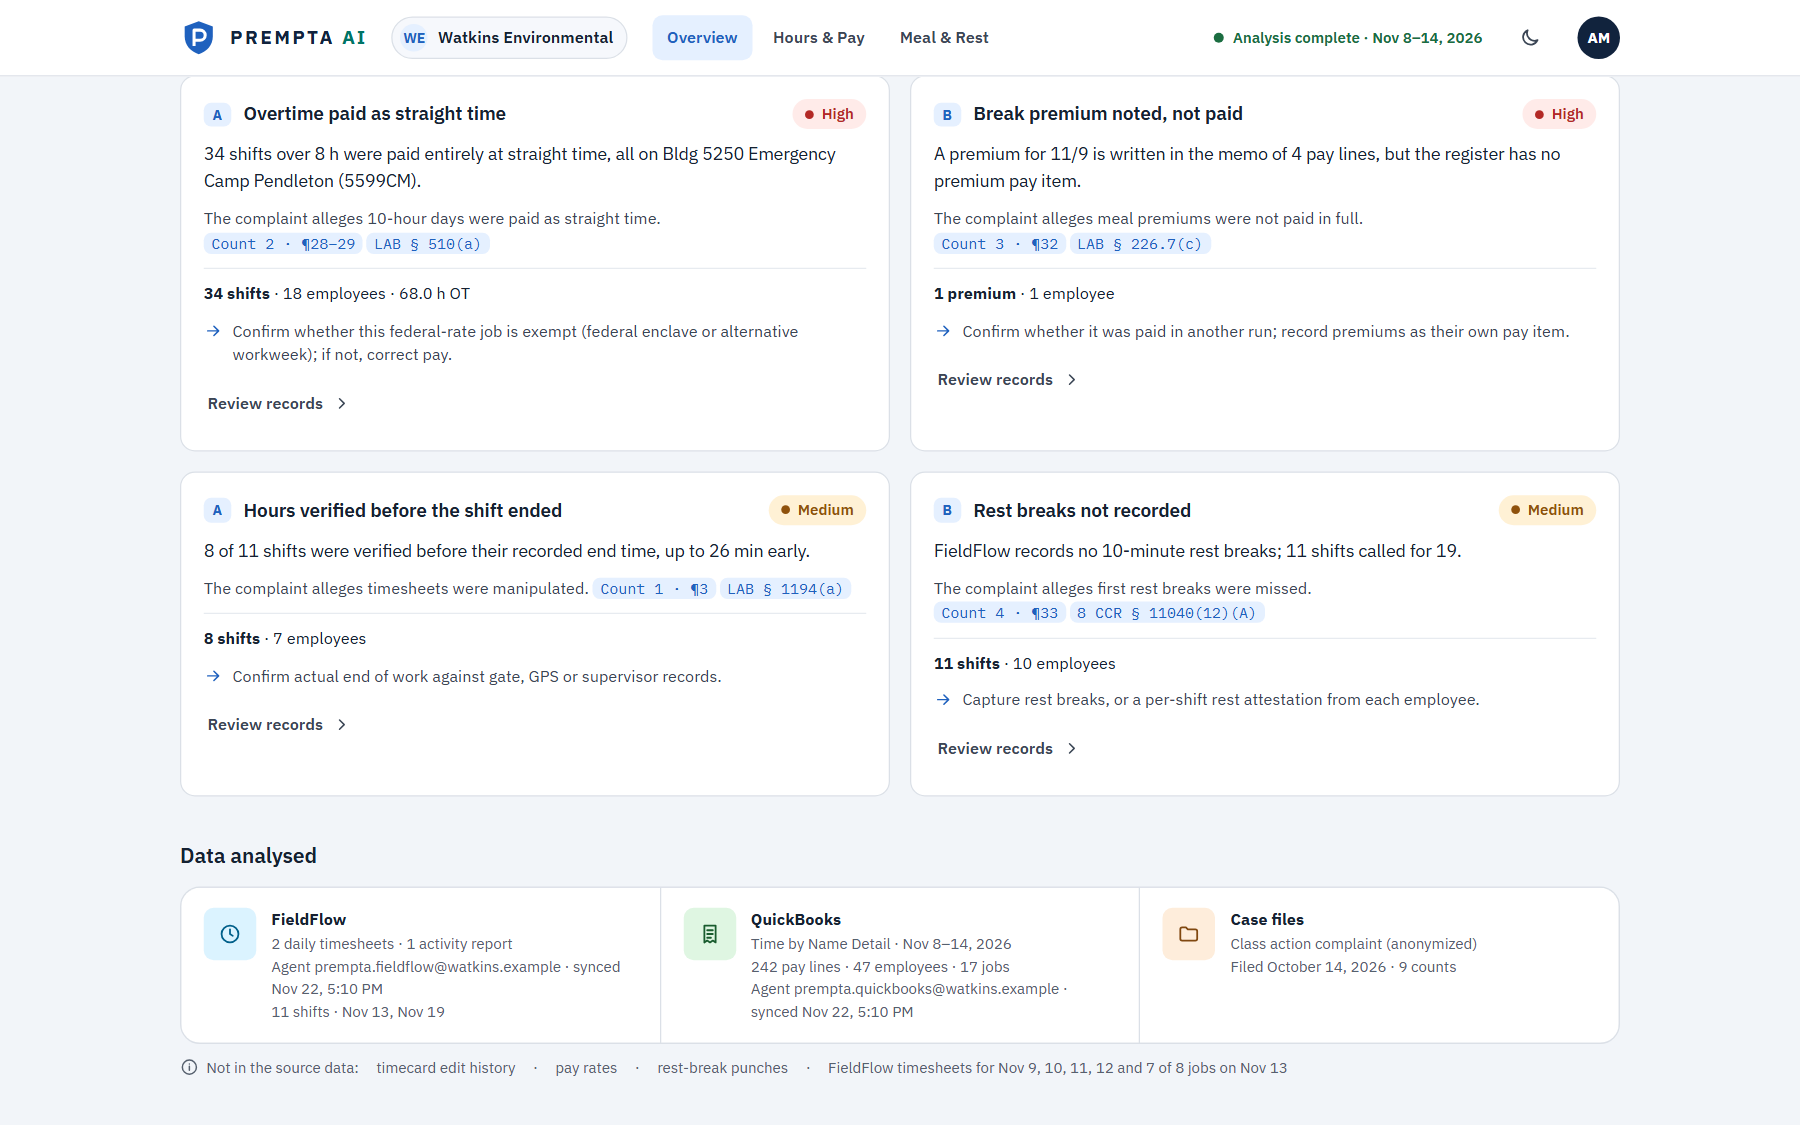 PREMPTA AI
WE Watkins Environmental
Overview
Hours & Pay
Meal & Rest
Analysis complete · Nov 8–14, 2026
AM
A Overtime paid as straight time
High
34 shifts over 8 h were paid entirely at straight time, all on Bldg 5250 Emergency
Camp Pendleton (5599CM).
The complaint alleges 10-hour days were paid as straight time.
Count 2 · ¶28–29 LAB § 510(a)
34 shifts · 18 employees · 68.0 h OT
→ Confirm whether this federal-rate job is exempt (federal enclave or alternative
workweek); if not, correct pay.
Review records
B Break premium noted, not paid
High
A premium for 11/9 is written in the memo of 4 pay lines, but the register has no
premium pay item.
The complaint alleges meal premiums were not paid in full.
Count 3 · ¶32 LAB § 226.7(c)
1 premium · 1 employee
→ Confirm whether it was paid in another run; record premiums as their own pay item.
Review records
A Hours verified before the shift ended
Medium
8 of 11 shifts were verified before their recorded end time, up to 26 min early.
The complaint alleges timesheets were manipulated. Count 1 · ¶3 LAB § 1194(a)
8 shifts · 7 employees
→ Confirm actual end of work against gate, GPS or supervisor records.
Review records
B Rest breaks not recorded
Medium
FieldFlow records no 10-minute rest breaks; 11 shifts called for 19.
The complaint alleges first rest breaks were missed.
Count 4 · ¶33 8 CCR § 11040(12)(A)
11 shifts · 10 employees
→ Capture rest breaks, or a per-shift rest attestation from each employee.
Review records
Data analysed
FieldFlow
2 daily timesheets · 1 activity report
Agent prempta.fieldflow@watkins.example · synced
Nov 22, 5:10 PM
11 shifts · Nov 13, Nov 19
QuickBooks
Time by Name Detail · Nov 8–14, 2026
242 pay lines · 47 employees · 17 jobs
Agent prempta.quickbooks@watkins.example ·
synced Nov 22, 5:10 PM
Case files
Class action complaint (anonymized)
Filed October 14, 2026 · 9 counts
Not in the source data: timecard edit history · pay rates · rest-break punches · FieldFlow timesheets for Nov 9, 10, 11, 12 and 7 of 8 jobs on Nov 13